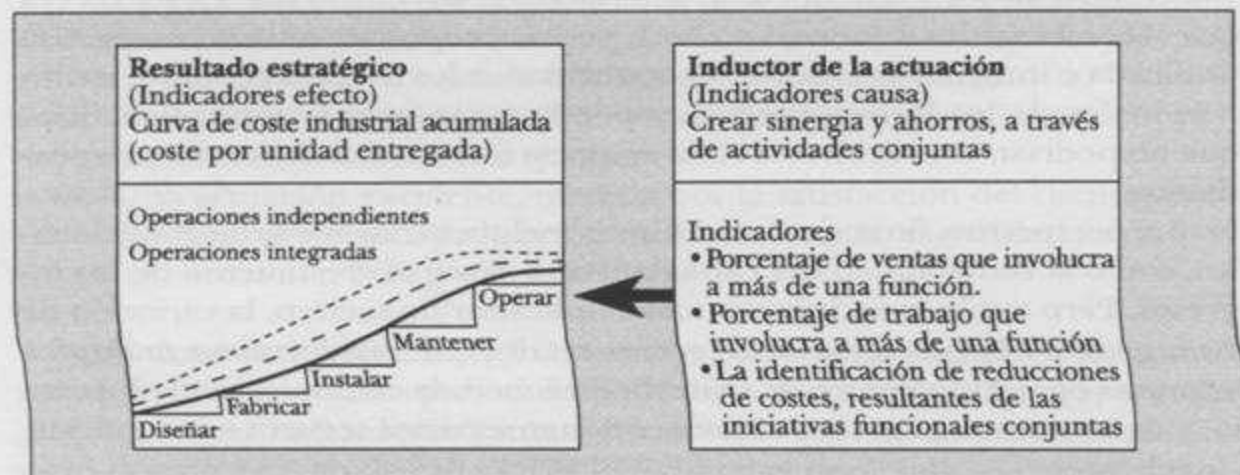 Resultado estratégico
(Indicadores efecto)
Curva de coste industrial acumulada
(coste por unidad entregada)
Operaciones independientes
Operaciones integradas
Operar
Mantener
Instalar
Fabricar
Diseñar
Inductor de la actuación
(Indicadores causa)
Crear sinergia y ahorros, a través
de actividades conjuntas
Indicadores
• Porcentaje de ventas que involucra
a más de una función.
• Porcentaje de trabajo que
involucra a más de una función
• La identificación de reducciones
de costes, resultantes de las
iniciativas funcionales conjuntas